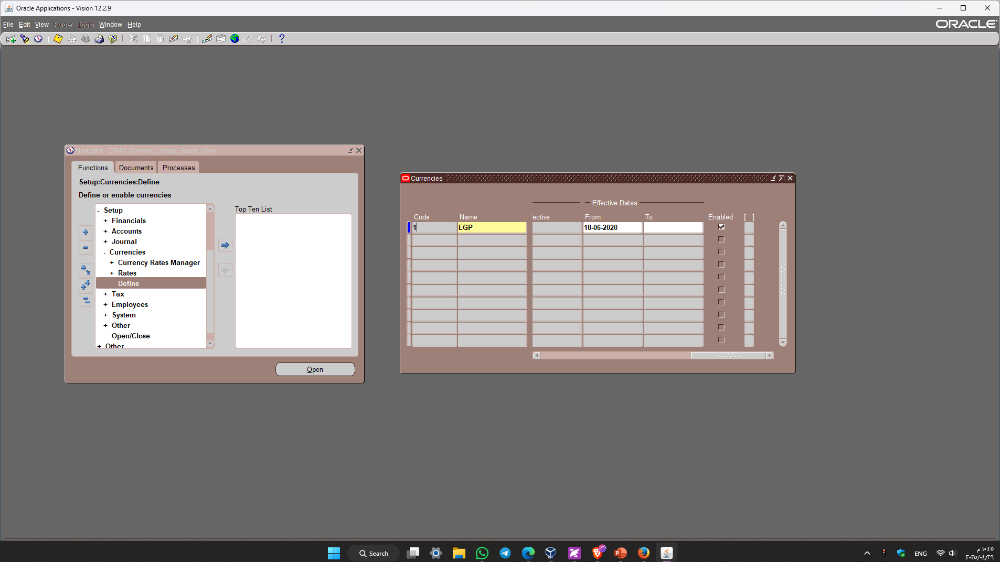 Oracle Applications - Vision 12.2.9
File Edit View Folder Tools Window Help
ORACLE
Navigator - CTHM_General_Ledger_Super_User
Functions Documents Processes
Setup:Currencies:Define
Define or enable currencies
Top Ten List
- Setup
+ Financials
+ Accounts
+ Journal
- Currencies
+ Currency Rates Manager
+ Rates
Define
+ Tax
+ Employees
+ System
+ Other
Open/Close
+ Other
Open
Currencies
Effective Dates
Code Name ective From To Enabled [ ]
1 EGP 18-06-2020
Search
ENG
١٠:٢٥ م
٢٠٢٥/٠٤/٢٩